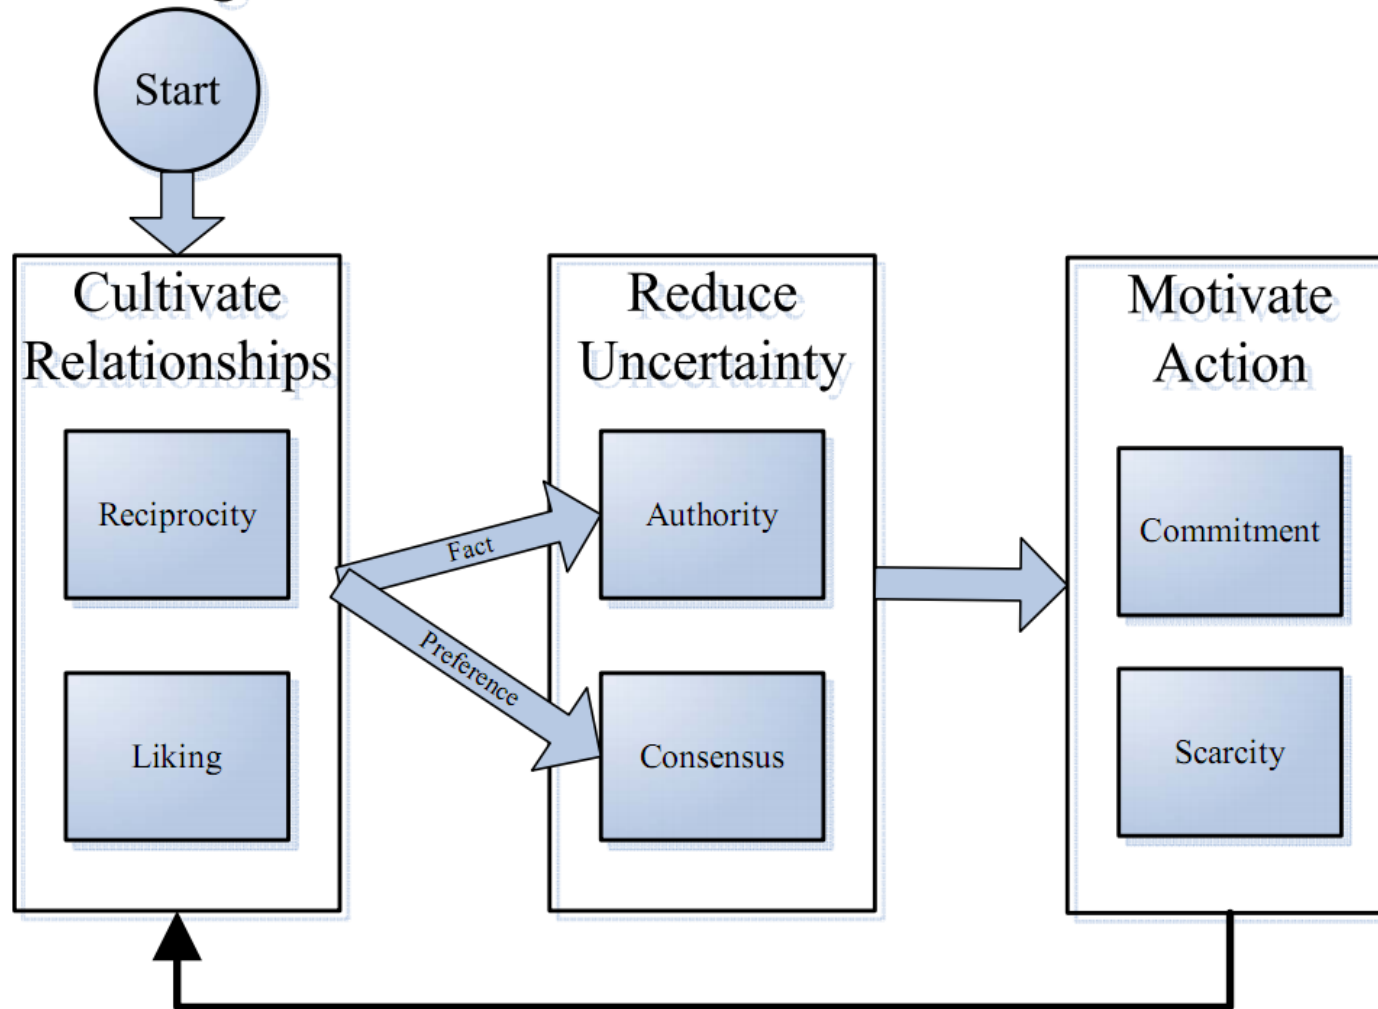 Start
Cultivate
Relationships
Reciprocity
Liking
Fact
Preference
Reduce
Uncertainty
Authority
Consensus
Motivate
Action
Commitment
Scarcity